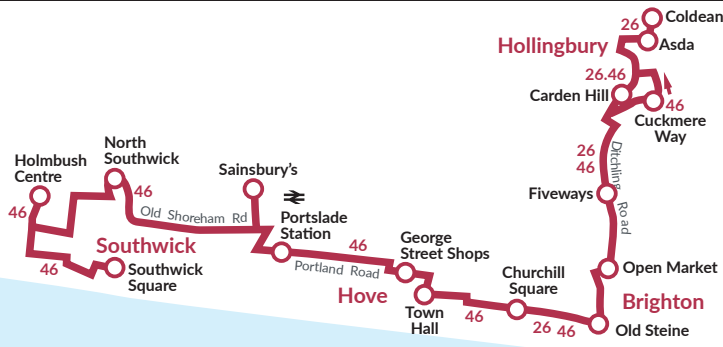 26
Coldean
Hollingbury
Asda
26.46
Carden Hill
46
Cuckmere
Way
26
46
Ditchling Road
Fiveways
North
Southwick
Holmbush
Centre
Sainsbury's
46
46
Old Shoreham Rd
Portslade
Station
46
George
Street Shops
Southwick
46
Southwick
Square
Portland Road
Hove
Churchill
Square
Open Market
Brighton
Town
Hall
46
26 46
Old Steine